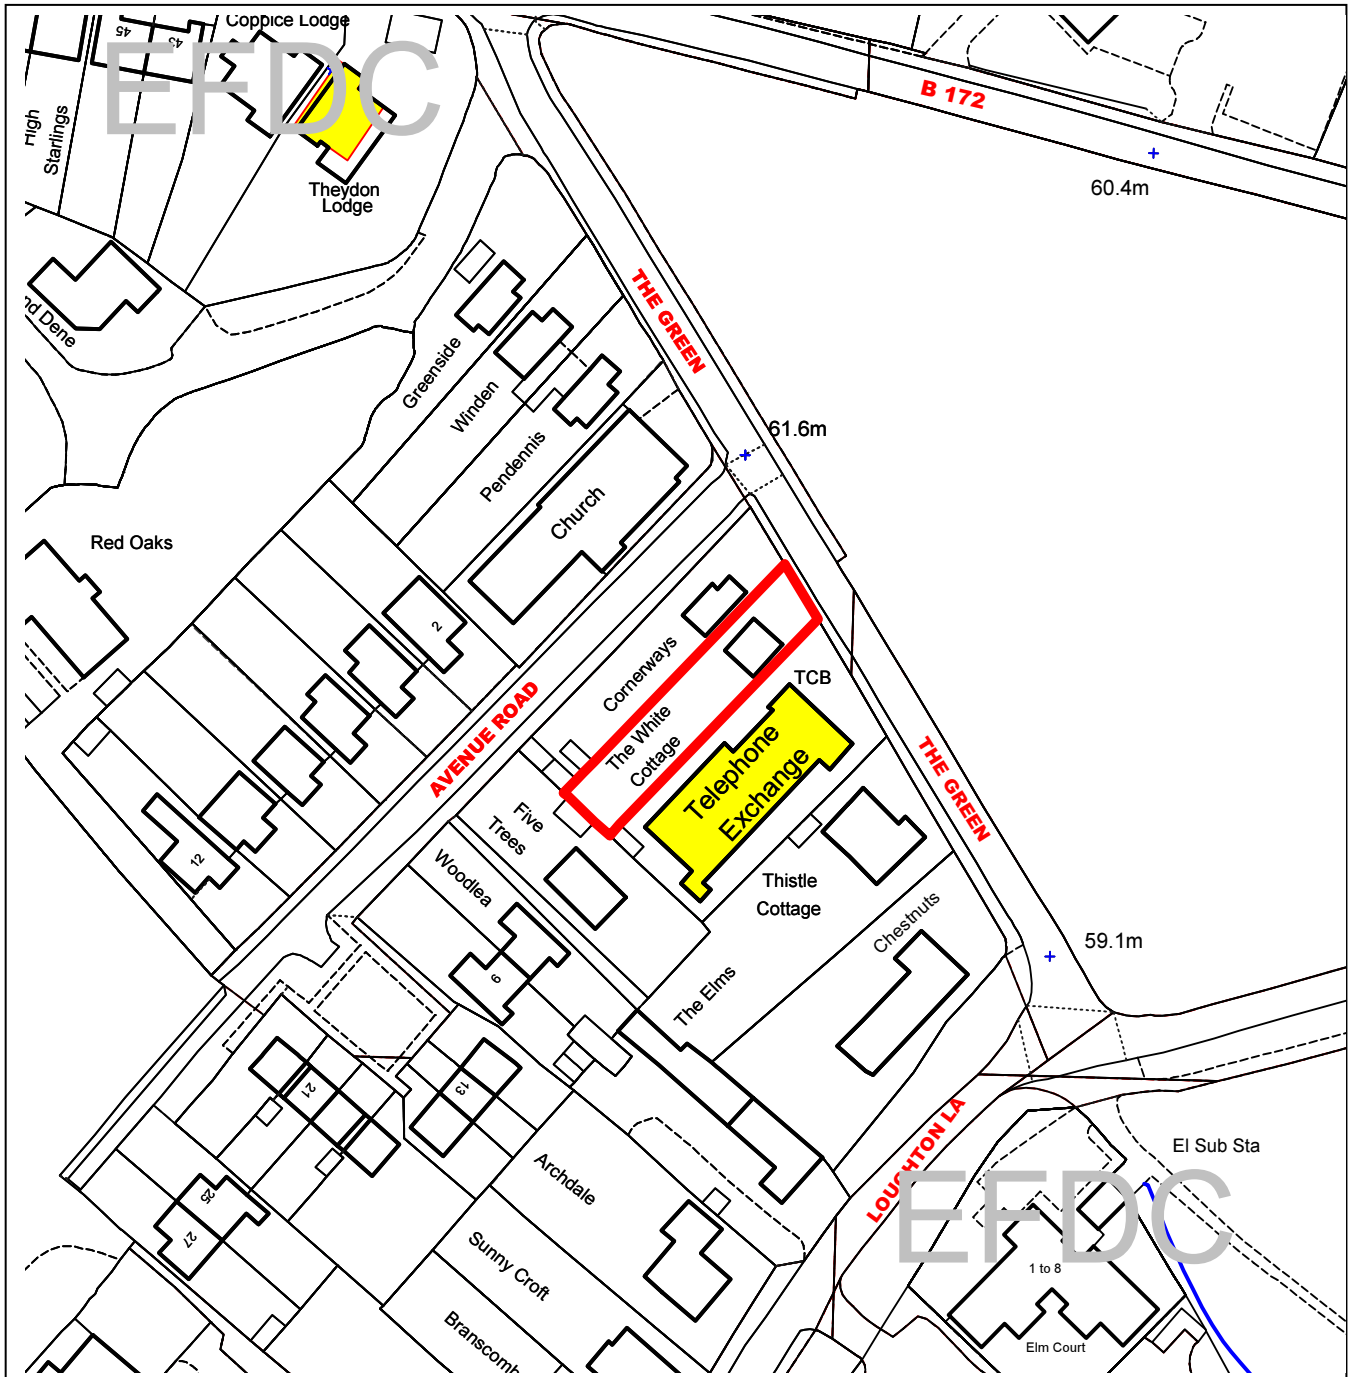 Coppice Lodge
45
43
EFDC
High
Starlings
B 172
60.4m
Theydon
Lodge
nd Dene
THE GREEN
Greenside
Winden
Pendennis
61.6m
Church
Red Oaks
2
Cornerways
TCB
The White
Cottage
AVENUE ROAD
Telephone
Exchange
THE GREEN
Five
Trees
12
Woodlea
Thistle
Cottage
Chestnuts
59.1m
9
The Elms
21
13
El Sub Sta
LOUGHTON LA
Archdale
EFDC
25
27
Sunny Croft
1 to 8
Branscomb
Elm Court